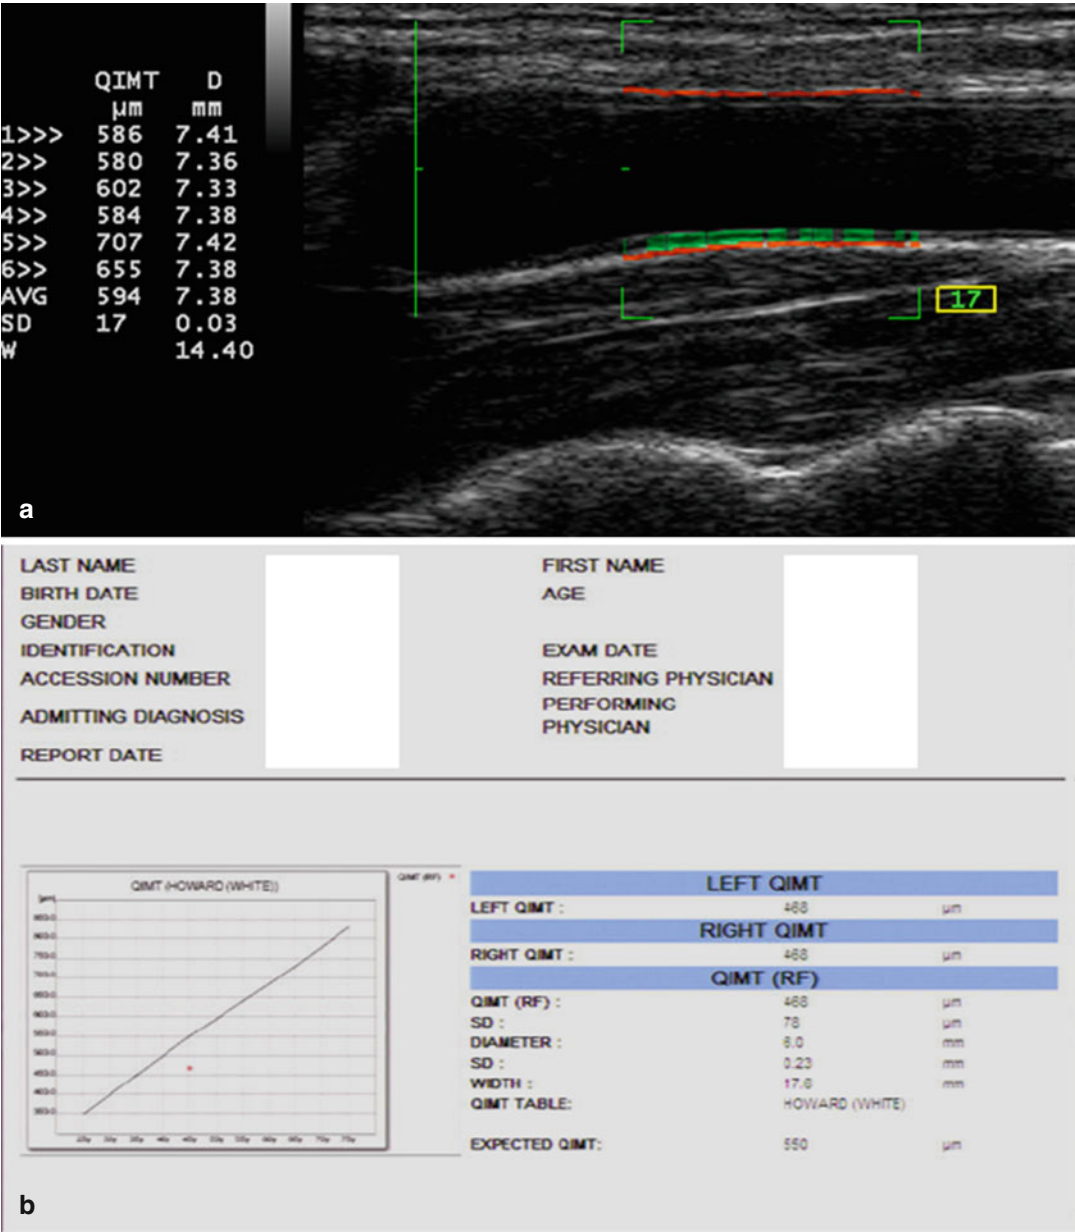 QIMT D
µm mm
1>>> 586 7.41
2>> 580 7.36
3>> 602 7.33
4>> 584 7.38
5>> 707 7.42
6>> 655 7.38
AVG 594 7.38
SD 17 0.03
W 14.40
17
a
LAST NAME FIRST NAME
BIRTH DATE AGE
GENDER
IDENTIFICATION EXAM DATE
ACCESSION NUMBER REFERRING PHYSICIAN
ADMITTING DIAGNOSIS PERFORMING PHYSICIAN
REPORT DATE
QIMT (HOWARD (WHITE))
QIMT (RF)
LEFT QIMT
LEFT QIMT : 468 µm
RIGHT QIMT
RIGHT QIMT : 468 µm
QIMT (RF)
QIMT (RF) : 468 µm
SD : 78 µm
DIAMETER : 6.0 mm
SD : 0.23 mm
WIDTH : 17.6 mm
QIMT TABLE: HOWARD (WHITE)
EXPECTED QIMT: 550 µm
b